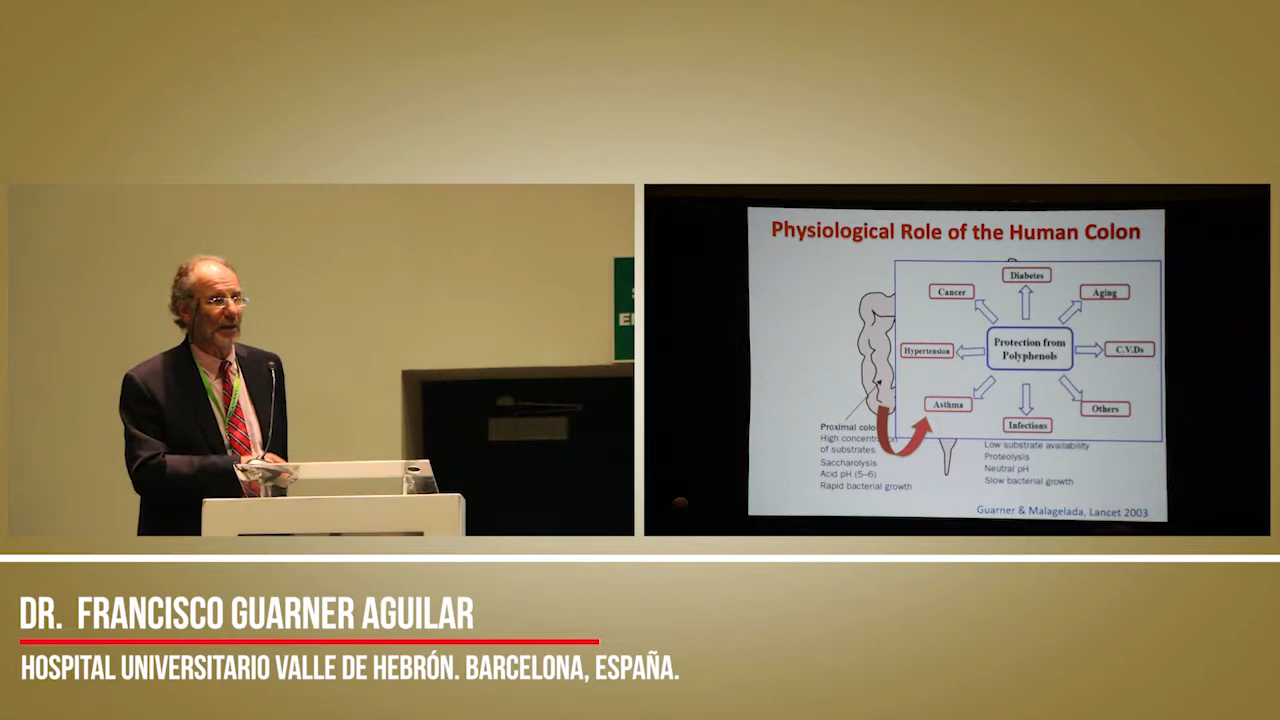 Physiological Role of the Human Colon
Diabetes
Cancer
Aging
Protection from
Polyphenols
Hypertension
C.V.Ds
Asthma
Others
Infections
Proximal colo
High concentration
of substrates
Saccharolysis
Acid pH (5–6)
Rapid bacterial growth
Low substrate availability
Proteolysis
Neutral pH
Slow bacterial growth
Guarner & Malagelada, Lancet 2003
DR. FRANCISCO GUARNER AGUILAR
HOSPITAL UNIVERSITARIO VALLE DE HEBRÓN. BARCELONA, ESPAÑA.